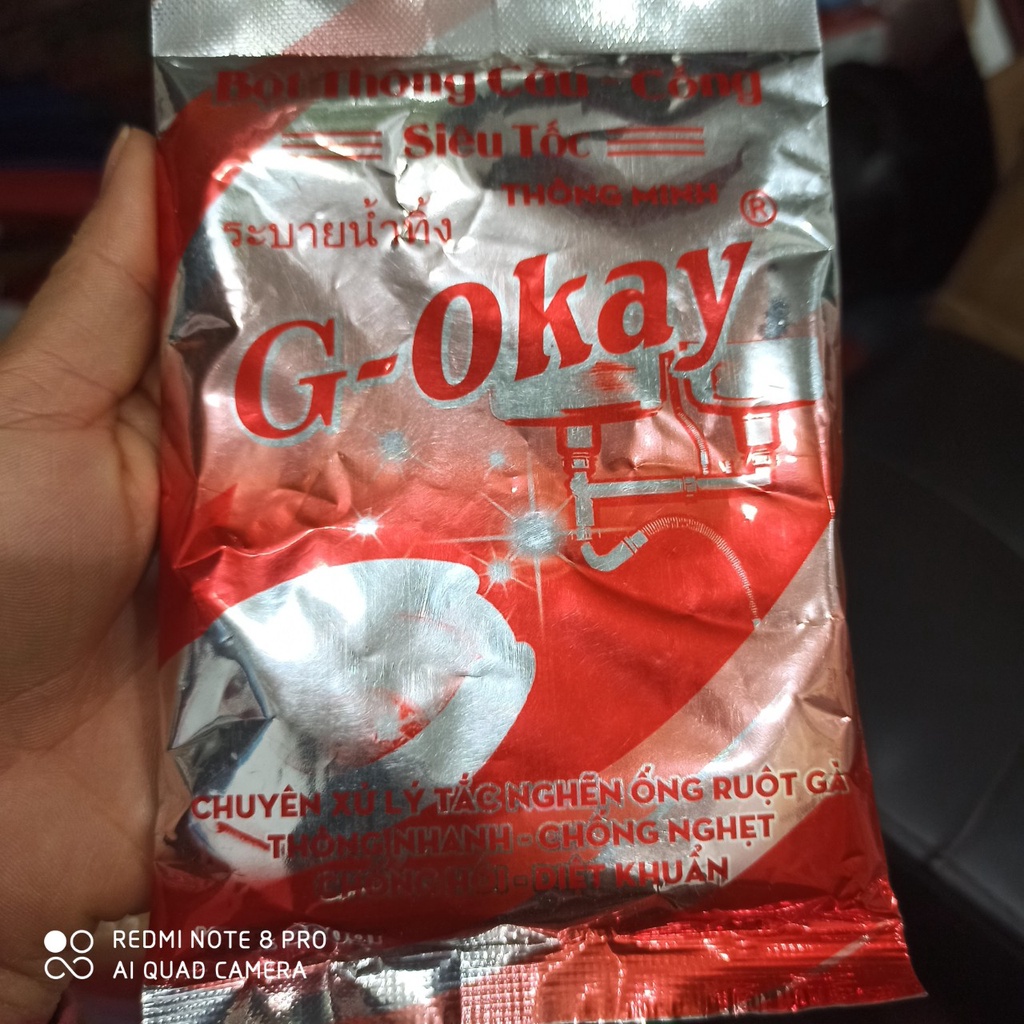 Bột Thông Cầu - Cống
Siêu Tốc
THÔNG MINH ®
ระบายน้ำทิ้ง
G-Okay
CHUYÊN XỬ LÝ TẮC NGHẼN ỐNG RUỘT GÀ
THÔNG NHANH - CHỐNG NGHẸT
CHỐNG HÔI - DIỆT KHUẨN
REDMI NOTE 8 PRO
AI QUAD CAMERA